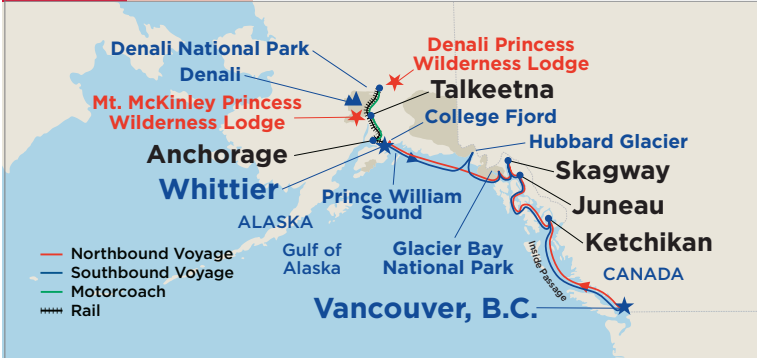 Denali National Park
Denali Princess
Wilderness Lodge
Denali
Talkeetna
Mt. McKinley Princess
Wilderness Lodge
College Fjord
Hubbard Glacier
Anchorage
Skagway
Whittier
Prince William
Sound
Juneau
ALASKA
Ketchikan
Gulf of
Alaska
Glacier Bay
National Park
Northbound Voyage
Southbound Voyage
Motorcoach
Rail
Inside Passage
CANADA
Vancouver, B.C.